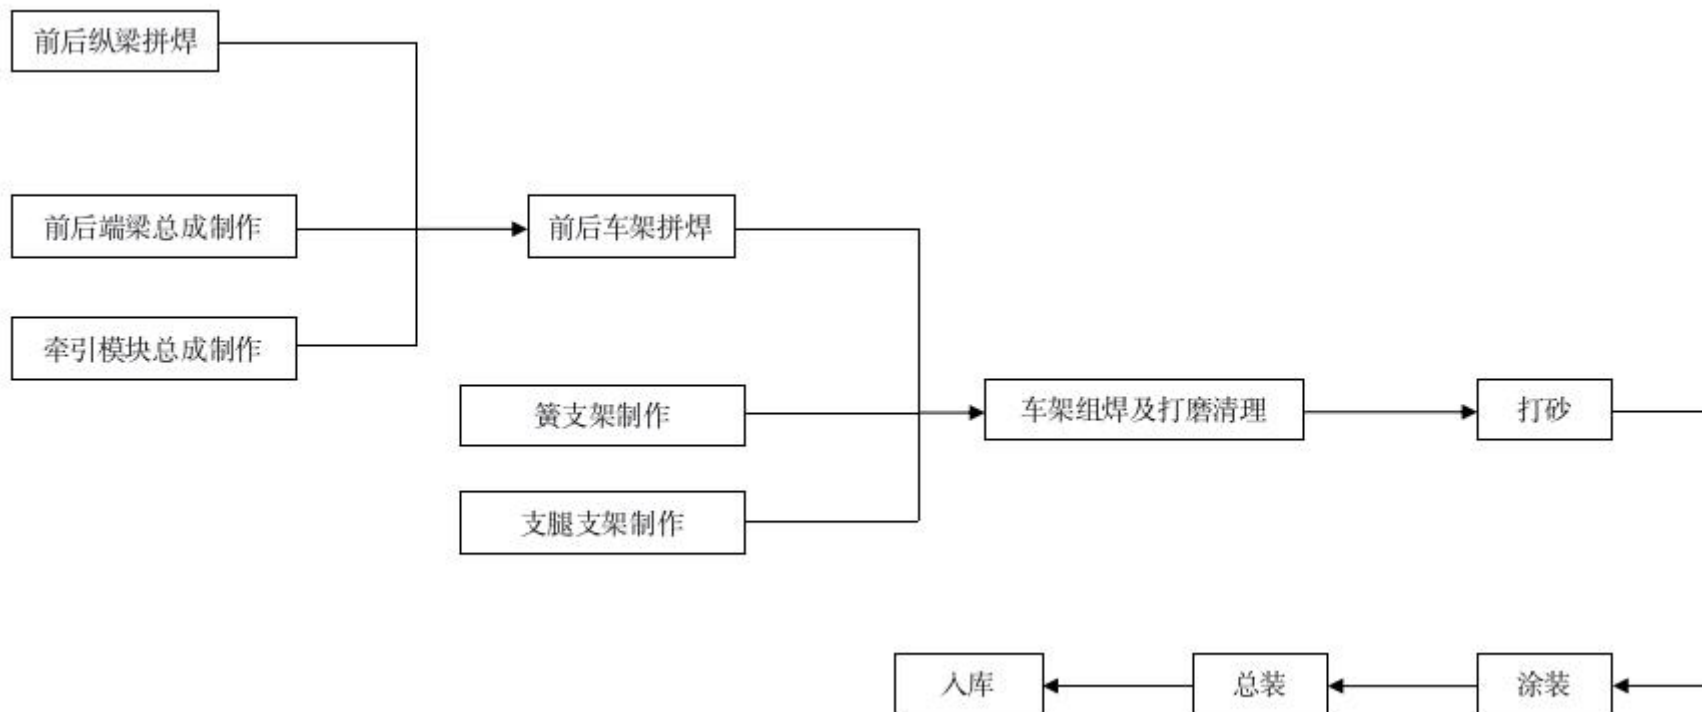 前后纵梁拼焊
前后端梁总成制作
前后车架拼焊
牵引模块总成制作
簧支架制作
车架组焊及打磨清理
打砂
支腿支架制作
入库
总装
涂装